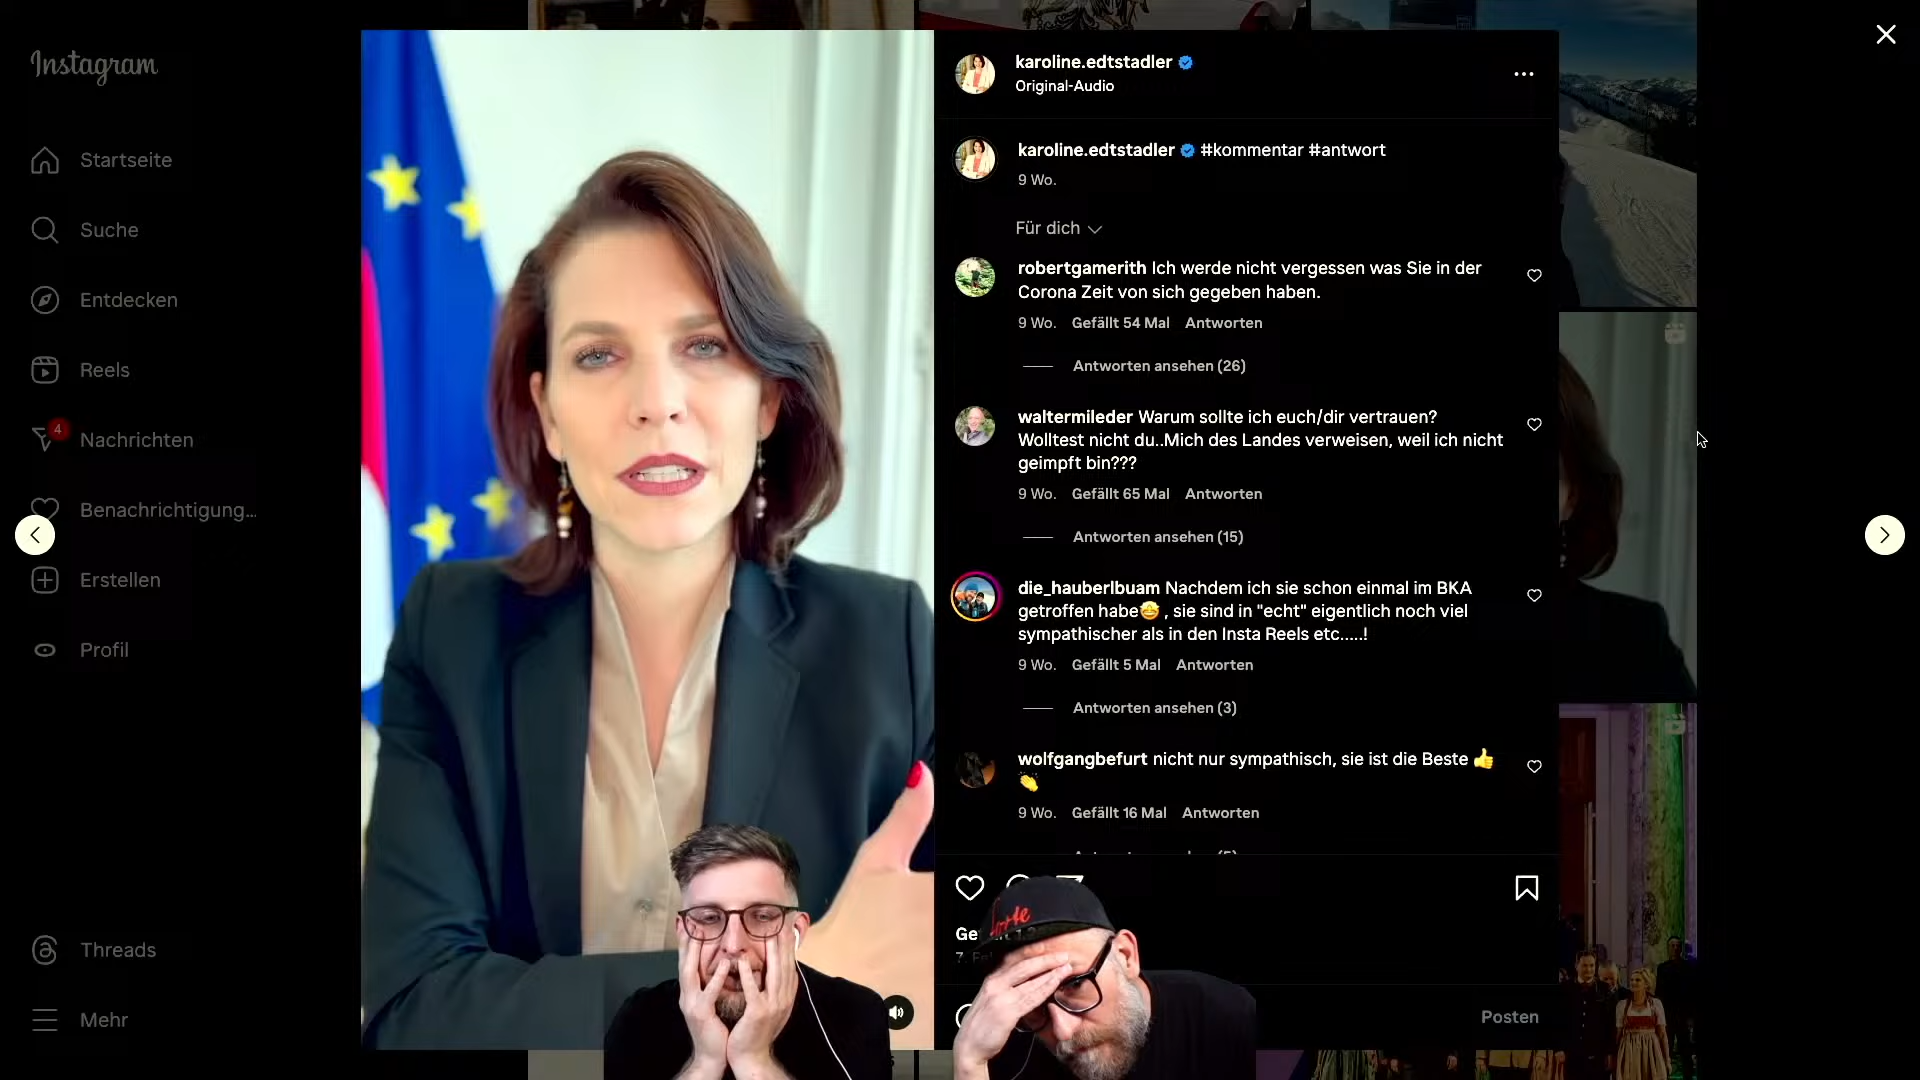 Instagram
Startseite
Suche
Entdecken
Reels
4
Nachrichten
Benachrichtigung...
Erstellen
Profil
Threads
Mehr
karoline.edtstadler
Original-Audio
karoline.edtstadler #kommentar #antwort
9 Wo.
Für dich
robertgamerith Ich werde nicht vergessen was Sie in der
Corona Zeit von sich gegeben haben.
9 Wo. Gefällt 54 Mal Antworten
Antworten ansehen (26)
waltermileder Warum sollte ich euch/dir vertrauen?
Wolltest nicht du..Mich des Landes verweisen, weil ich nicht
geimpft bin???
9 Wo. Gefällt 65 Mal Antworten
Antworten ansehen (15)
die_hauberlbuam Nachdem ich sie schon einmal im BKA
getroffen habe🤩 , sie sind in "echt" eigentlich noch viel
sympathischer als in den Insta Reels etc.....!
9 Wo. Gefällt 5 Mal Antworten
Antworten ansehen (3)
wolfgangbefurt nicht nur sympathisch, sie ist die Beste 👍
👏
9 Wo. Gefällt 16 Mal Antworten
Posten